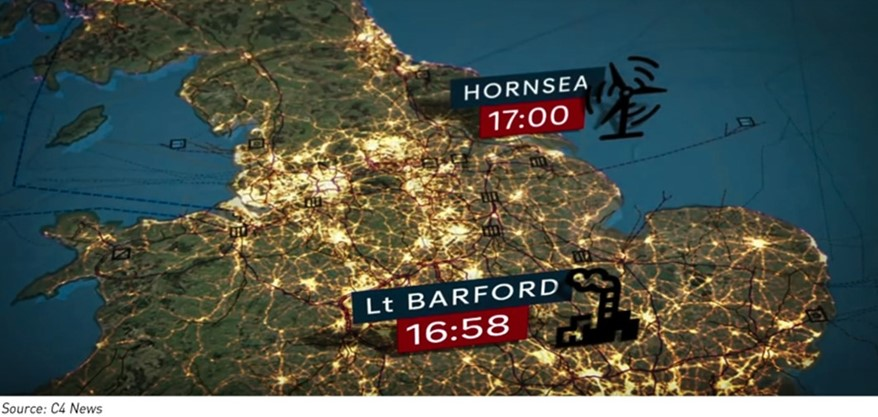 HORNSEA
17:00
Lt BARFORD
16:58
Source: C4 News